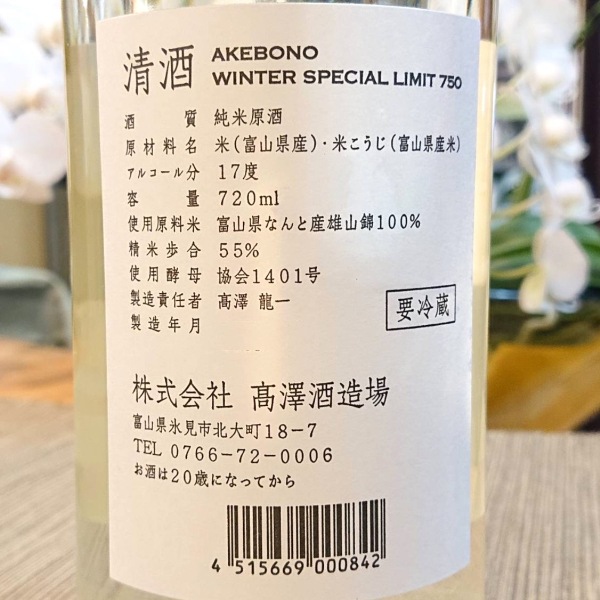 清酒 AKEBONO
WINTER SPECIAL LIMIT 750
酒質 純米原酒
原材料名 米(富山県産)・米こうじ(富山県産米)
アルコール分 17度
容量 720ml
使用原料米 富山県なんと産雄山錦100%
精米歩合 55%
使用酵母 協会1401号
製造責任者 高澤 龍一
製造年月
要冷蔵
株式会社 髙澤酒造場
富山県氷見市北大町18-7
TEL 0766-72-0006
お酒は20歳になってから
4 515669 000842